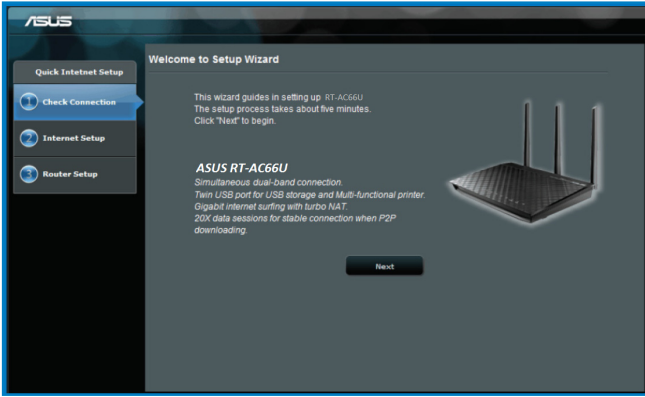 ASUS
Quick Intetnet Setup
1 Check Connection
2 Internet Setup
3 Router Setup
Welcome to Setup Wizard
This wizard guides in setting up RT-AC66U
The setup process takes about five minutes.
Click "Next" to begin.
ASUS RT-AC66U
Simultaneous dual-band connection.
Twin USB port for USB storage and Multi-functional printer.
Gigabit internet surfing with turbo NAT.
20X data sessions for stable connection when P2P
downloading.
Next